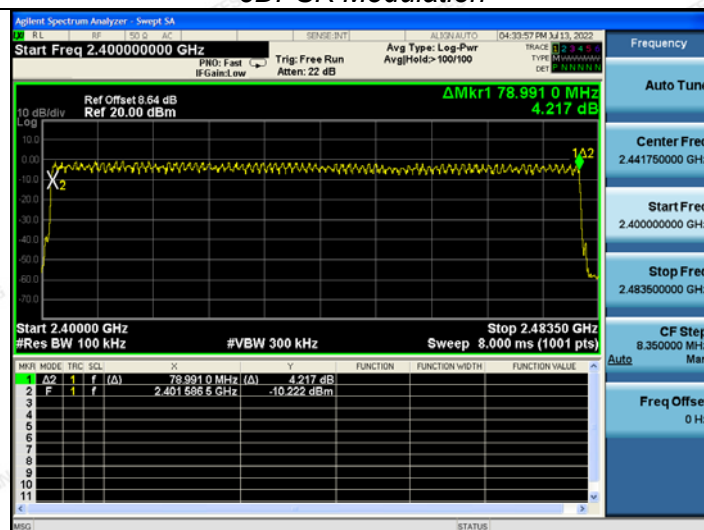 Agilent Spectrum Analyzer - Swept SA
RL RF 50 Ω AC SENSE:INT ALIGN AUTO 04:33:57 PM Jul 13, 2022
Start Freq 2.400000000 GHz
PNO: Fast Trig: Free Run
IFGain:Low Atten: 22 dB
Avg Type: Log-Pwr
Avg|Hold:>100/100
TRACE 1 2 3 4 5 6
TYPE M
DET P N N N N N
Ref Offset 8.64 dB
10 dB/div Ref 20.00 dBm
Log
ΔMkr1 78.991 0 MHz
4.217 dB
10.0
0.00
-10.0
-20.0
-30.0
-40.0
-50.0
-60.0
-70.0
1Δ2
X2
Start 2.40000 GHz Stop 2.48350 GHz
#Res BW 100 kHz #VBW 300 kHz Sweep 8.000 ms (1001 pts)
MKR MODE TRC SCL X Y FUNCTION FUNCTION WIDTH FUNCTION VALUE
1 Δ2 1 f (Δ) 78.991 0 MHz (Δ) 4.217 dB
2 F 1 f 2.401 586 5 GHz -10.222 dBm
3
4
5
6
7
8
9
10
11
MSG STATUS
Frequency
Auto Tune
Center Freq
2.441750000 GHz
Start Freq
2.400000000 GHz
Stop Freq
2.483500000 GHz
CF Step
8.350000 MHz
Auto Man
Freq Offset
0 Hz